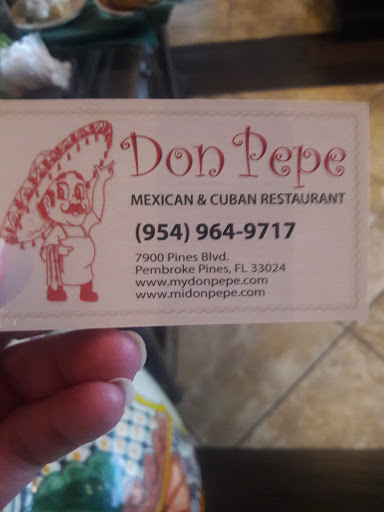 Don Pepe
MEXICAN & CUBAN RESTAURANT
(954) 964-9717
7900 Pines Blvd.
Pembroke Pines, FL 33024
www.mydonpepe.com
www.midonpepe.com